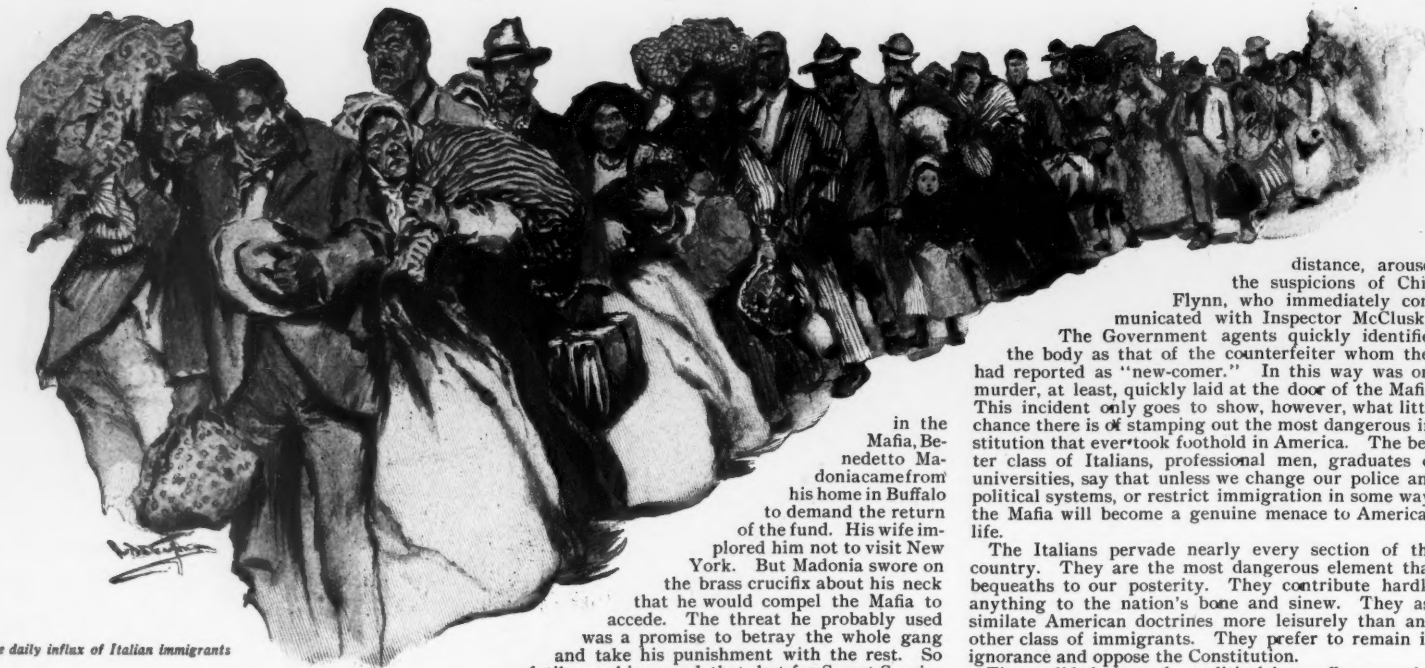 e daily influx of Italian immigrants
in the
Mafia, Be-
nedetto Ma-
donia came from
his home in Buffalo
to demand the return
of the fund. His wife im-
plored him not to visit New
York. But Madonia swore on
the brass crucifix about his neck
that he would compel the Mafia to
accede. The threat he probably used
was a promise to betray the whole gang
and take his punishment with the rest. So
distance, arouse
the suspicions of Chi
Flynn, who immediately co
municated with Inspector McClusk
The Government agents quickly identifie
the body as that of the counterfeiter whom the
had reported as "new-comer." In this way was o
murder, at least, quickly laid at the door of the Mafi
This incident only goes to show, however, what litt
chance there is of stamping out the most dangerous i
stitution that ever took foothold in America. The be
ter class of Italians, professional men, graduates
universities, say that unless we change our police an
political systems, or restrict immigration in some way
the Mafia will become a genuine menace to America
life.
The Italians pervade nearly every section of th
country. They are the most dangerous element tha
bequeaths to our posterity. They contribute hardl
anything to the nation's bone and sinew. They a
similate American doctrines more leisurely than an
other class of immigrants. They prefer to remain i
ignorance and oppose the Constitution.